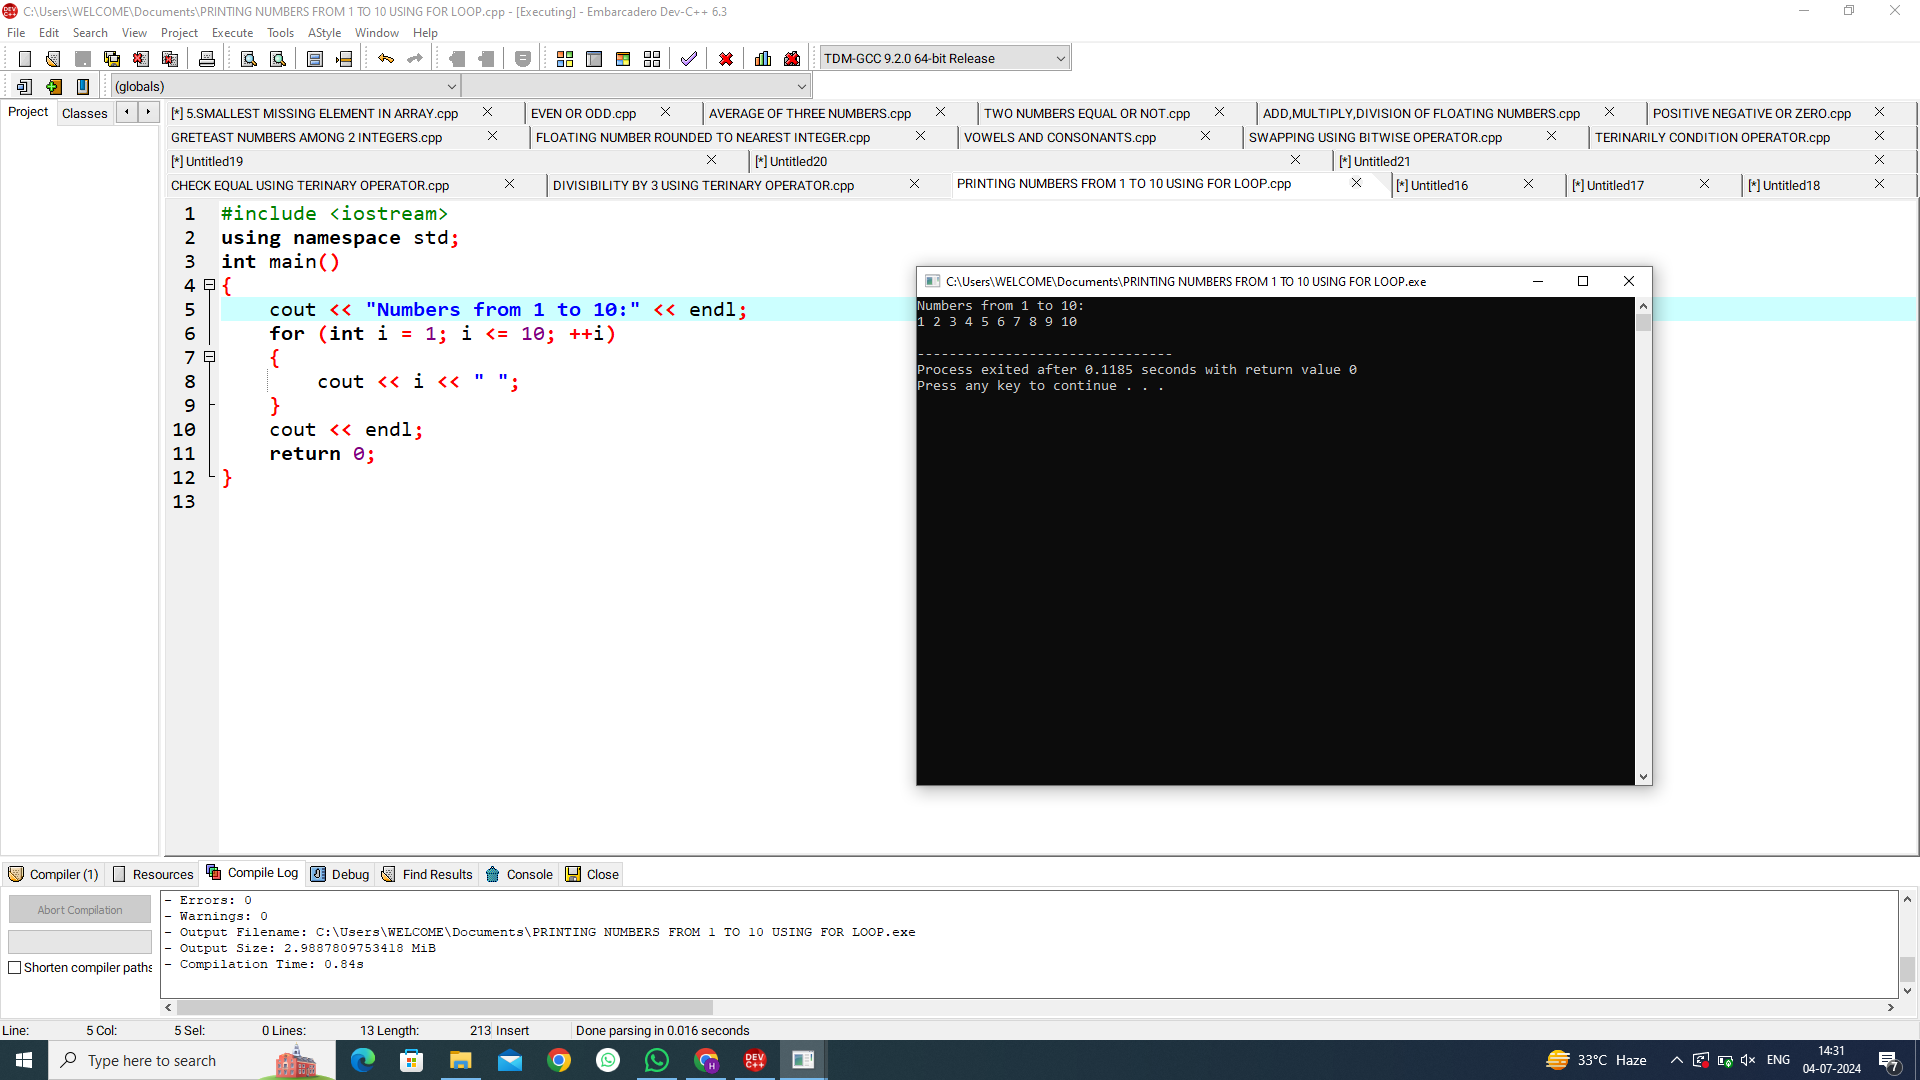 C:\Users\WELCOME\Documents\PRINTING NUMBERS FROM 1 TO 10 USING FOR LOOP.cpp - [Executing] - Embarcadero Dev-C++ 6.3
File Edit Search View Project Execute Tools AStyle Window Help
TDM-GCC 9.2.0 64-bit Release
(globals)
Project Classes
[*] 5.SMALLEST MISSING ELEMENT IN ARRAY.cpp EVEN OR ODD.cpp AVERAGE OF THREE NUMBERS.cpp TWO NUMBERS EQUAL OR NOT.cpp ADD,MULTIPLY,DIVISION OF FLOATING NUMBERS.cpp POSITIVE NEGATIVE OR ZERO.cpp
GRETEAST NUMBERS AMONG 2 INTEGERS.cpp FLOATING NUMBER ROUNDED TO NEAREST INTEGER.cpp VOWELS AND CONSONANTS.cpp SWAPPING USING BITWISE OPERATOR.cpp TERINARILY CONDITION OPERATOR.cpp
[*] Untitled19 [*] Untitled20 [*] Untitled21
CHECK EQUAL USING TERINARY OPERATOR.cpp DIVISIBILITY BY 3 USING TERINARY OPERATOR.cpp PRINTING NUMBERS FROM 1 TO 10 USING FOR LOOP.cpp [*] Untitled16 [*] Untitled17 [*] Untitled18
1 #include <iostream>
2 using namespace std;
3 int main()
4 {
5 cout << "Numbers from 1 to 10:" << endl;
6 for (int i = 1; i <= 10; ++i)
7 {
8 cout << i << " ";
9 }
10 cout << endl;
11 return 0;
12 }
13
C:\Users\WELCOME\Documents\PRINTING NUMBERS FROM 1 TO 10 USING FOR LOOP.exe
Numbers from 1 to 10:
1 2 3 4 5 6 7 8 9 10
--------------------------------
Process exited after 0.1185 seconds with return value 0
Press any key to continue . . .
Compiler (1) Resources Compile Log Debug Find Results Console Close
Abort Compilation
Shorten compiler paths
- Errors: 0
- Warnings: 0
- Output Filename: C:\Users\WELCOME\Documents\PRINTING NUMBERS FROM 1 TO 10 USING FOR LOOP.exe
- Output Size: 2.9887809753418 MiB
- Compilation Time: 0.84s
Line: 5 Col: 5 Sel: 0 Lines: 13 Length: 213 Insert Done parsing in 0.016 seconds
Type here to search
DEV C++
33°C Haze
ENG
14:31
04-07-2024
7